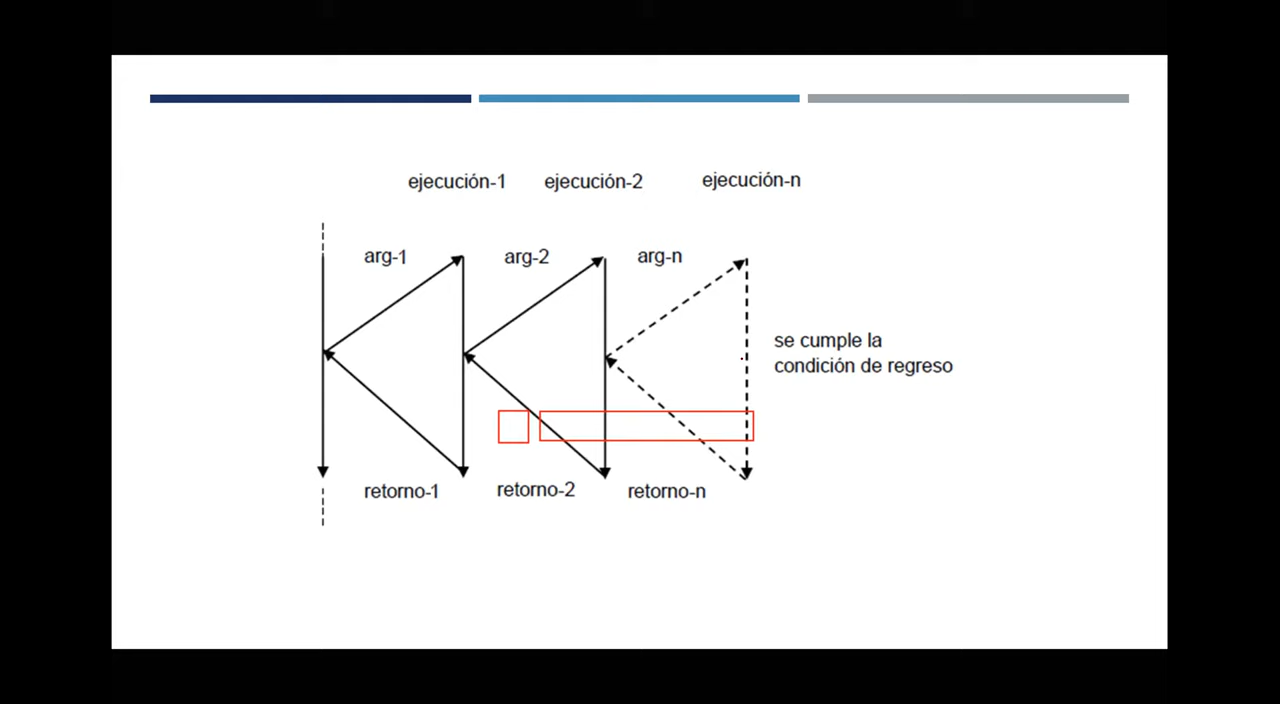 ejecución-1 ejecución-2 ejecución-n
arg-1 arg-2 arg-n
se cumple la
condición de regreso
retorno-1 retorno-2 retorno-n